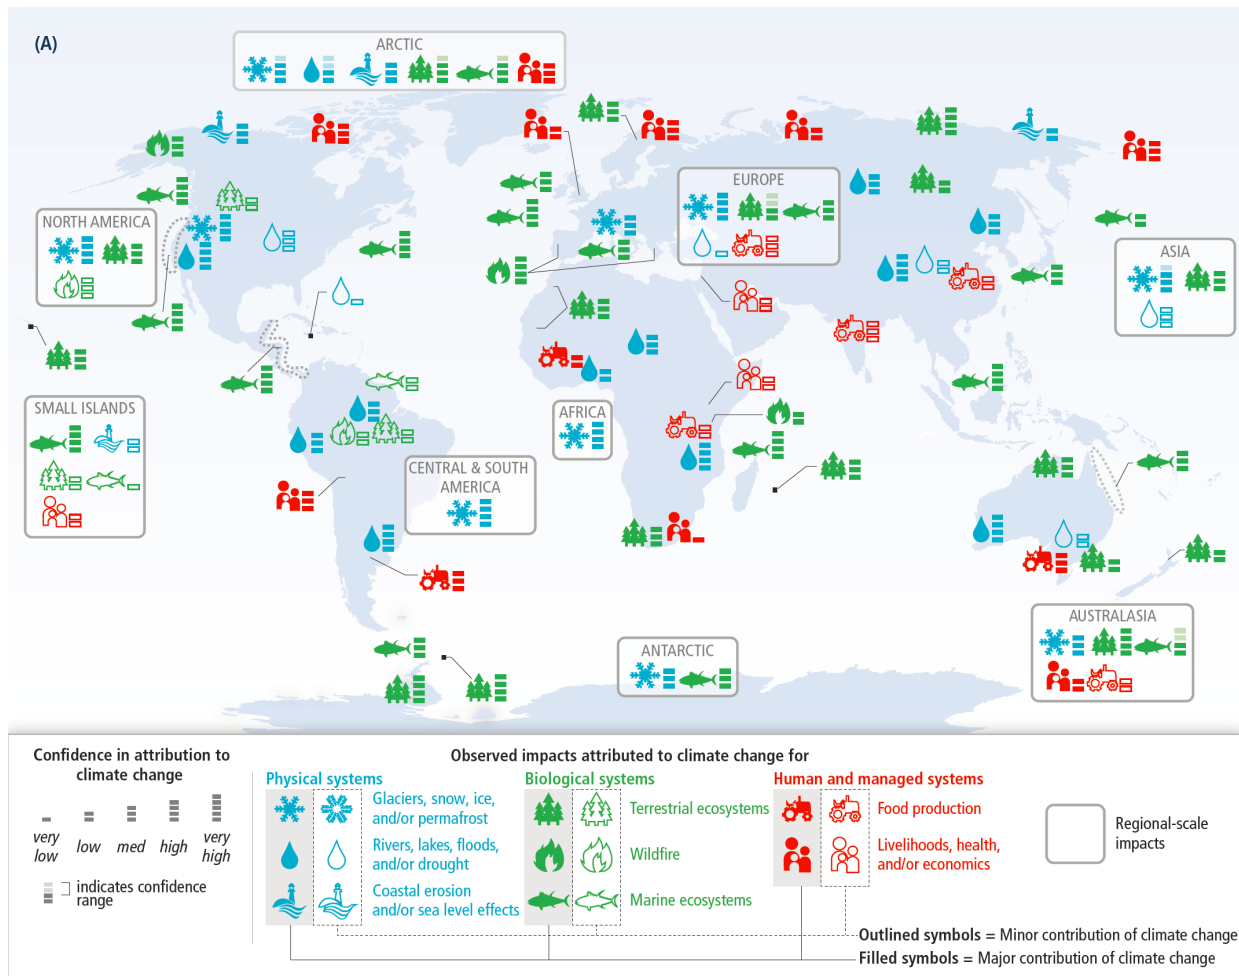 (A)
ARCTIC
EUROPE
NORTH AMERICA
ASIA
SMALL ISLANDS
AFRICA
CENTRAL & SOUTH
AMERICA
AUSTRALASIA
ANTARCTIC
Confidence in attribution to
climate change
very
low
low
med
high
very
high
indicates confidence
range
Observed impacts attributed to climate change for
Physical systems
Glaciers, snow, ice,
and/or permafrost
Rivers, lakes, floods,
and/or drought
Coastal erosion
and/or sea level effects
Biological systems
Terrestrial ecosystems
Wildfire
Marine ecosystems
Human and managed systems
Food production
Livelihoods, health,
and/or economics
Regional-scale
impacts
Outlined symbols = Minor contribution of climate change
Filled symbols = Major contribution of climate change